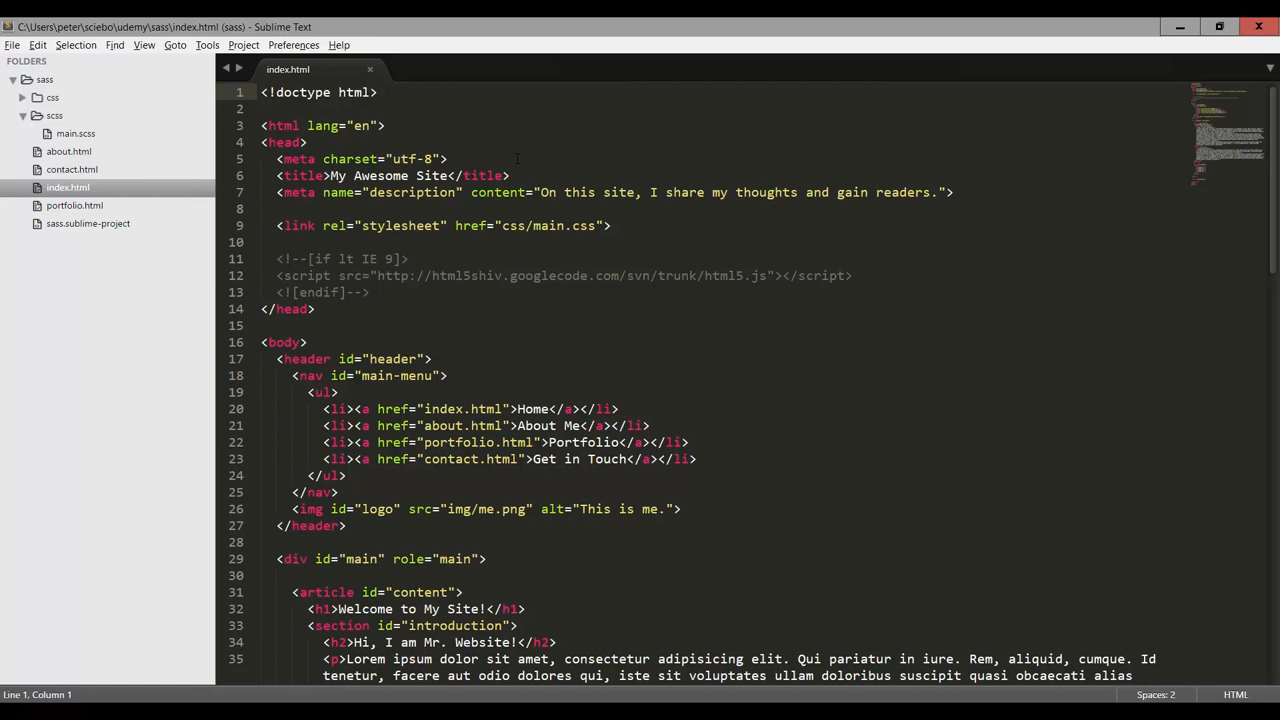 C:\Users\peter\sciebo\udemy\sass\index.html (sass) - Sublime Text
File Edit Selection Find View Goto Tools Project Preferences Help
FOLDERS
sass
css
scss
main.scss
about.html
contact.html
index.html
portfolio.html
sass.sublime-project
index.html
1 <!doctype html>
2
3 <html lang="en">
4 <head>
5 <meta charset="utf-8">
6 <title>My Awesome Site</title>
7 <meta name="description" content="On this site, I share my thoughts and gain readers.">
8
9 <link rel="stylesheet" href="css/main.css">
10
11 <!--[if lt IE 9]>
12 <script src="http://html5shiv.googlecode.com/svn/trunk/html5.js"></script>
13 <![endif]-->
14 </head>
15
16 <body>
17 <header id="header">
18 <nav id="main-menu">
19 <ul>
20 <li><a href="index.html">Home</a></li>
21 <li><a href="about.html">About Me</a></li>
22 <li><a href="portfolio.html">Portfolio</a></li>
23 <li><a href="contact.html">Get in Touch</a></li>
24 </ul>
25 </nav>
26 <img id="logo" src="img/me.png" alt="This is me.">
27 </header>
28
29 <div id="main" role="main">
30
31 <article id="content">
32 <h1>Welcome to My Site!</h1>
33 <section id="introduction">
34 <h2>Hi, I am Mr. Website!</h2>
35 <p>Lorem ipsum dolor sit amet, consectetur adipisicing elit. Qui pariatur in iure. Rem, aliquid, cumque. Id
tenetur, facere aut odio dolores qui, iste sit voluptates ullam doloribus suscipit quasi obcaecati alias
Line 1, Column 1
Spaces: 2
HTML